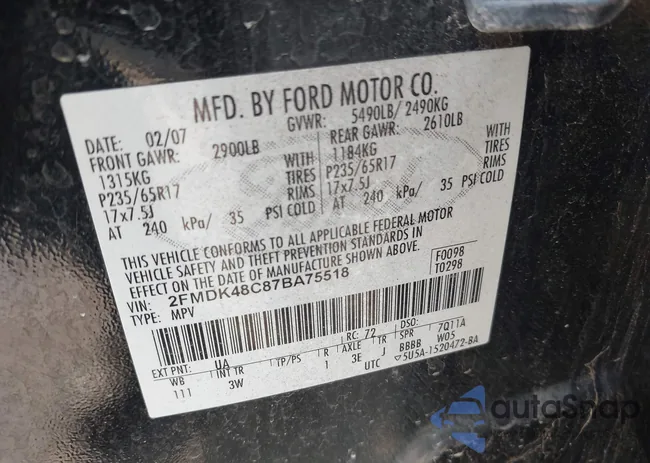 MFD. BY FORD MOTOR CO.
DATE: 02/07 GVWR: 5490LB/ 2490KG
FRONT GAWR: 2900LB REAR GAWR: 2610LB
1315KG WITH 1184KG WITH
P235/65R17 TIRES P235/65R17 TIRES
17x7.5J RIMS 17x7.5J RIMS
AT 240 kPa/ 35 PSI COLD AT 240 kPa/ 35 PSI COLD
THIS VEHICLE CONFORMS TO ALL APPLICABLE FEDERAL MOTOR
VEHICLE SAFETY AND THEFT PREVENTION STANDARDS IN
EFFECT ON THE DATE OF MANUFACTURE SHOWN ABOVE.
VIN: 2FMDK48C87BA75518 F0098
TYPE: MPV T0298
EXT PNT: UA RC: 72 DSO: 7Q11A
WB INT TR TP/PS R AXLE TR SPR W05
111 3W 1 3E J BBBB
UTC ▽5U5A-1520472-BA
Ford
autoSnap